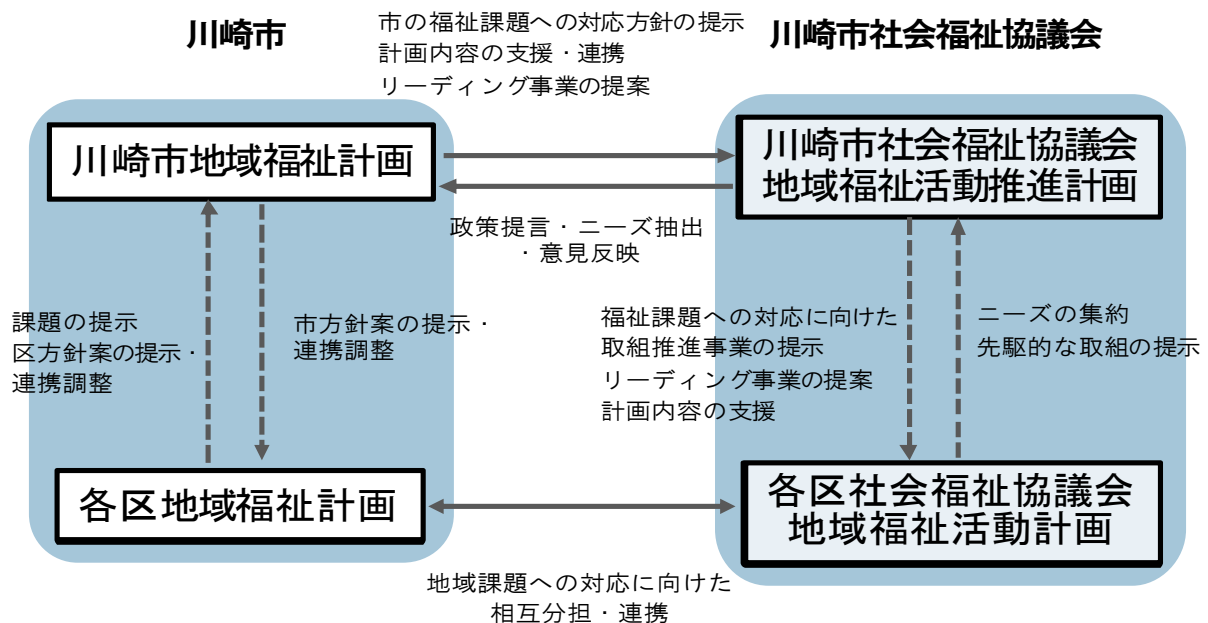 川崎市
市の福祉課題への対応方針の提示
計画内容の支援・連携
リーディング事業の提案
川崎市社会福祉協議会
川崎市地域福祉計画
川崎市社会福祉協議会
地域福祉活動推進計画
政策提言・ニーズ抽出
・意見反映
課題の提示
区方針案の提示・
連携調整
市方針案の提示・
連携調整
福祉課題への対応に向けた
取組推進事業の提示
リーディング事業の提案
計画内容の支援
ニーズの集約
先駆的な取組の提示
各区地域福祉計画
各区社会福祉協議会
地域福祉活動計画
地域課題への対応に向けた
相互分担・連携